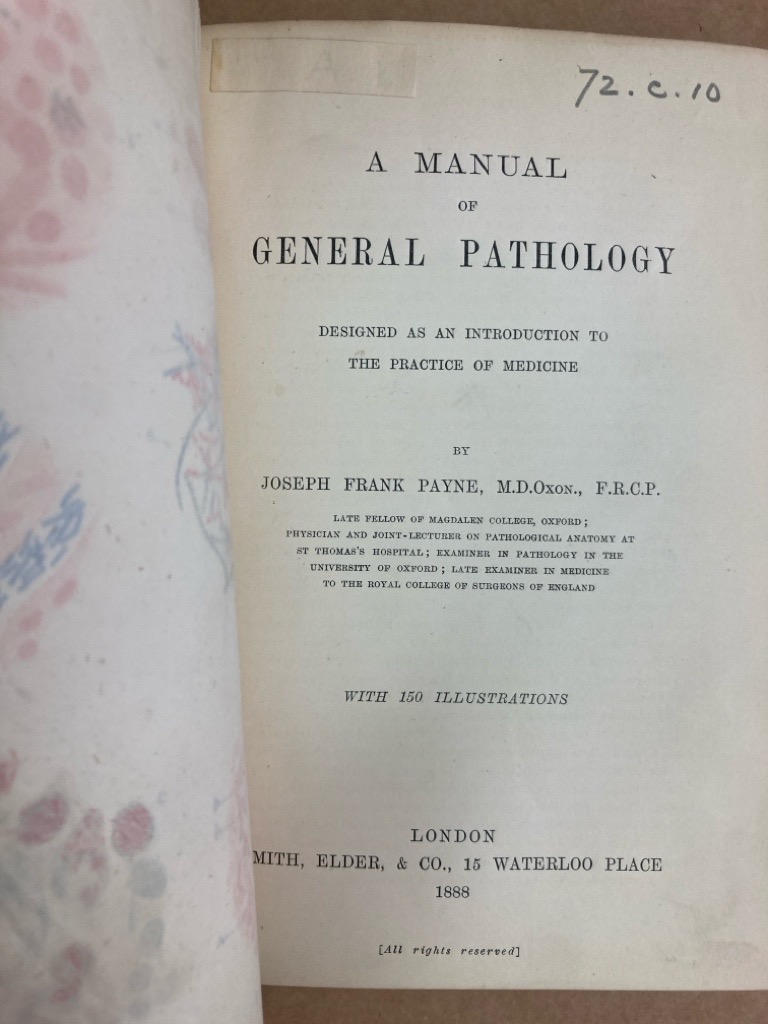 72.c.10
A MANUAL
OF
GENERAL PATHOLOGY
DESIGNED AS AN INTRODUCTION TO
THE PRACTICE OF MEDICINE
BY
JOSEPH FRANK PAYNE, M.D.OXON., F.R.C.P.
LATE FELLOW OF MAGDALEN COLLEGE, OXFORD;
PHYSICIAN AND JOINT-LECTURER ON PATHOLOGICAL ANATOMY AT
ST THOMAS'S HOSPITAL; EXAMINER IN PATHOLOGY IN THE
UNIVERSITY OF OXFORD; LATE EXAMINER IN MEDICINE
TO THE ROYAL COLLEGE OF SURGEONS OF ENGLAND
WITH 150 ILLUSTRATIONS
LONDON
MITH, ELDER, & CO., 15 WATERLOO PLACE
1888
[All rights reserved]